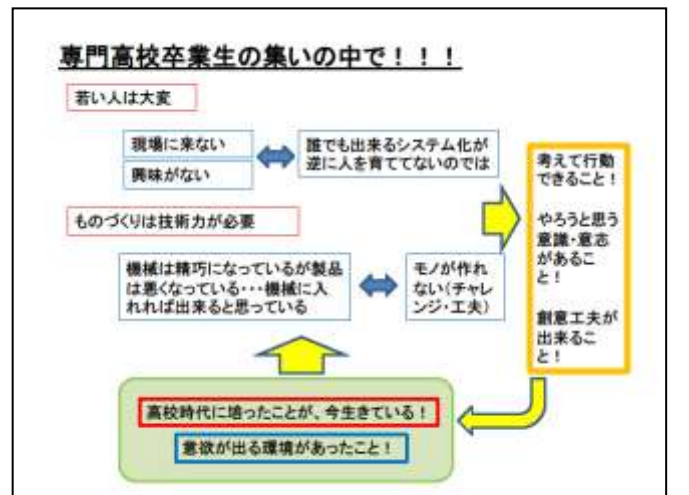 専門高校卒業生の集いの中で！！！
若い人は大変
現場に来ない
興味がない
誰でも出来るシステム化が
逆に人を育ててないのでは
ものづくりは技術力が必要
機械は精巧になっているが製品
は悪くなっている・・・機械に入
れれば出来ると思っている
モノが作れ
ない（チャレ
ンジ・工夫）
考えて行動
できること！
やろうと思う
意識・意志
があるこ
と！
創意工夫が
出来るこ
と！
高校時代に培ったことが、今生きている！
意欲が出る環境があったこと！